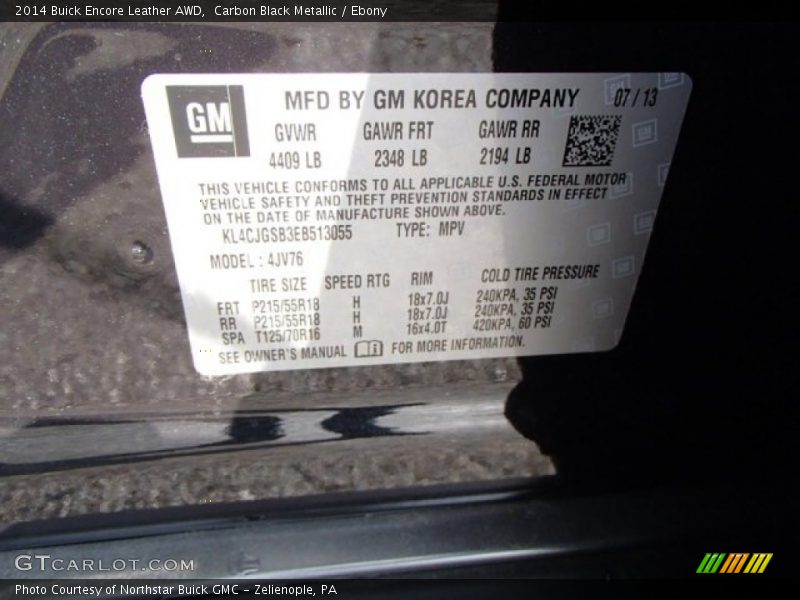 2014 Buick Encore Leather AWD,  Carbon Black Metallic / Ebony
GM
MFD BY GM KOREA COMPANY 07/13
GVWR GAWR FRT GAWR RR
4409 LB 2348 LB 2194 LB
THIS VEHICLE CONFORMS TO ALL APPLICABLE U.S. FEDERAL MOTOR
VEHICLE SAFETY AND THEFT PREVENTION STANDARDS IN EFFECT
ON THE DATE OF MANUFACTURE SHOWN ABOVE.
KL4CJGSB3EB513055 TYPE: MPV
MODEL : 4JV76
TIRE SIZE SPEED RTG RIM COLD TIRE PRESSURE
FRT P215/55R18 H 18x7.0J 240KPA, 35 PSI
RR P215/55R18 H 18x7.0J 240KPA, 35 PSI
SPA T125/70R16 M 16x4.0T 420KPA, 60 PSI
SEE OWNER'S MANUAL FOR MORE INFORMATION.
GTCARLOT.COM
Photo Courtesy of Northstar Buick GMC - Zelienople, PA